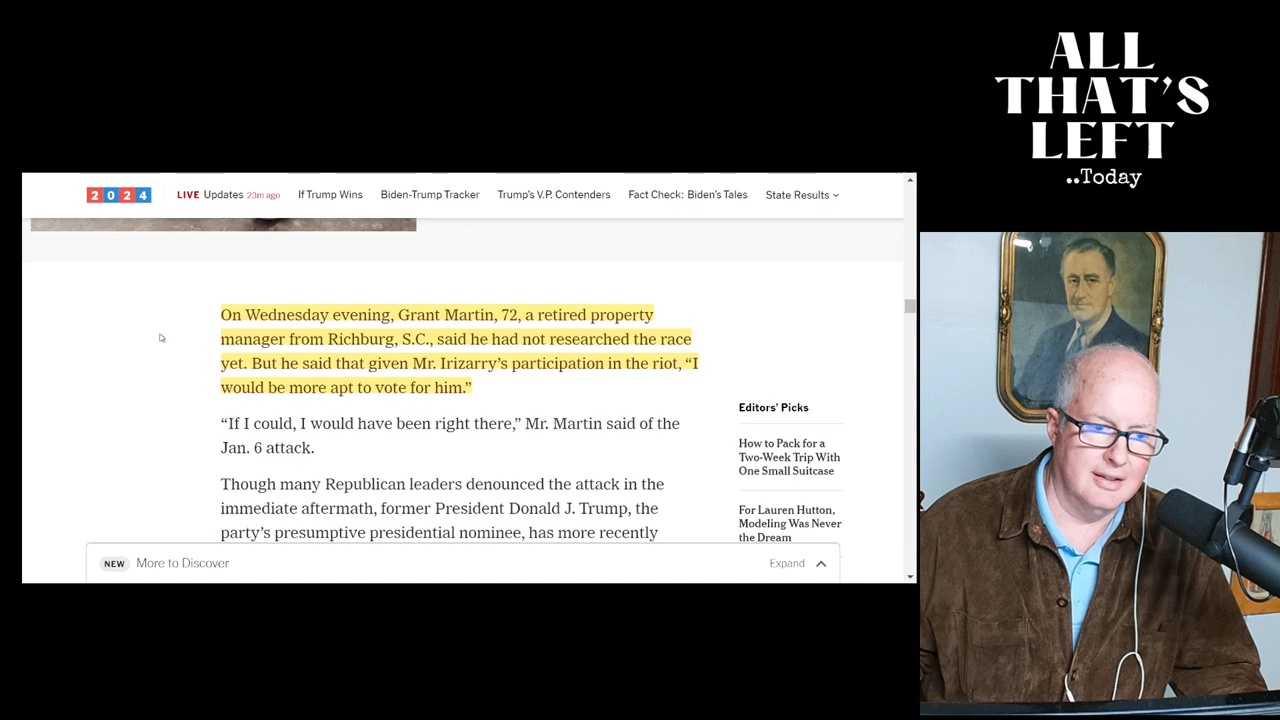 ALL
THAT'S
LEFT
..Today
2024
LIVE Updates 23m ago
If Trump Wins
Biden-Trump Tracker
Trump's V.P. Contenders
Fact Check: Biden's Tales
State Results
On Wednesday evening, Grant Martin, 72, a retired property
manager from Richburg, S.C., said he had not researched the race
yet. But he said that given Mr. Irizarry's participation in the riot, “I
would be more apt to vote for him.”
“If I could, I would have been right there,” Mr. Martin said of the
Jan. 6 attack.
Though many Republican leaders denounced the attack in the
immediate aftermath, former President Donald J. Trump, the
party's presumptive presidential nominee, has more recently
Editors' Picks
How to Pack for a
Two-Week Trip With
One Small Suitcase
For Lauren Hutton,
Modeling Was Never
the Dream
NEW More to Discover
Expand